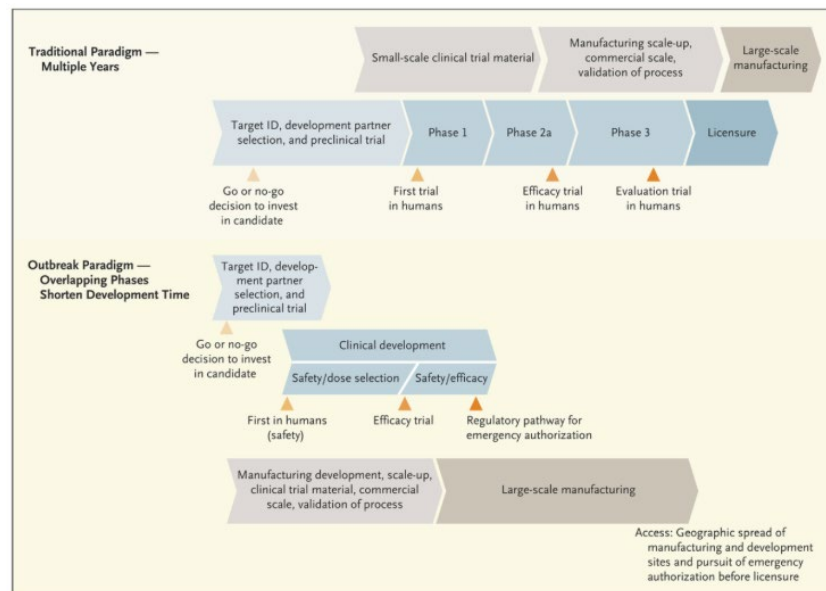 Traditional Paradigm —
Multiple Years
Small-scale clinical trial material
Manufacturing scale-up,
commercial scale,
validation of process
Large-scale
manufacturing
Target ID, development partner
selection, and preclinical trial
Phase 1
Phase 2a
Phase 3
Licensure
Go or no-go
decision to invest
in candidate
First trial
in humans
Efficacy trial
in humans
Evaluation trial
in humans
Outbreak Paradigm —
Overlapping Phases
Shorten Development Time
Target ID, develop-
ment partner
selection, and
preclinical trial
Go or no-go
decision to invest
in candidate
Clinical development
Safety/dose selection
Safety/efficacy
First in humans
(safety)
Efficacy trial
Regulatory pathway for
emergency authorization
Manufacturing development, scale-up,
clinical trial material, commercial
scale, validation of process
Large-scale manufacturing
Access: Geographic spread of
manufacturing and development
sites and pursuit of emergency
authorization before licensure